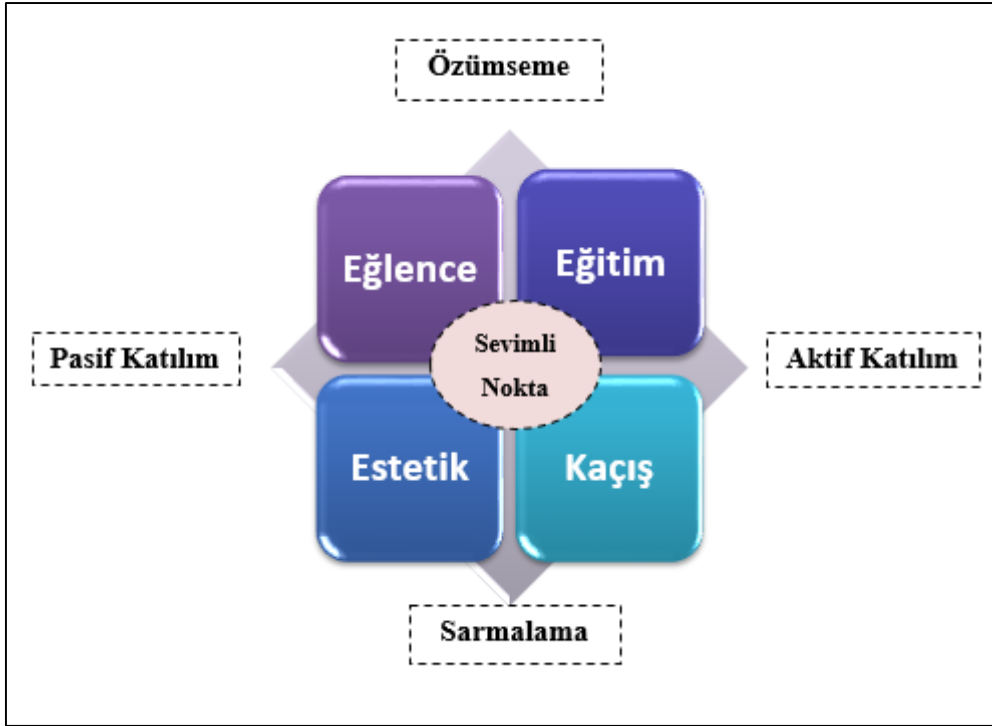 Özümseme
Eğlence
Eğitim
Pasif Katılım
Sevimli
Nokta
Aktif Katılım
Estetik
Kaçış
Sarmalama